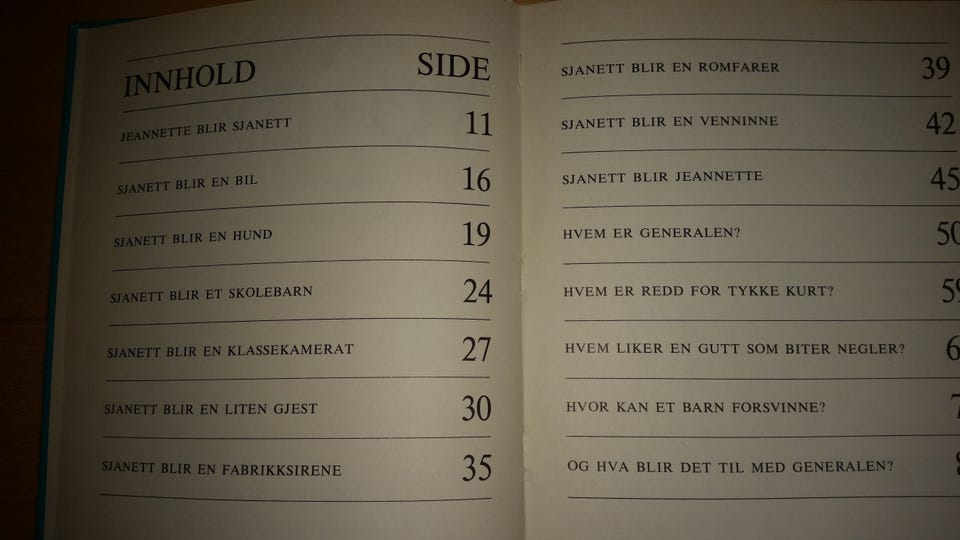 INNHOLD SIDE
JEANNETTE BLIR SJANETT 11
SJANETT BLIR EN BIL 16
SJANETT BLIR EN HUND 19
SJANETT BLIR ET SKOLEBARN 24
SJANETT BLIR EN KLASSEKAMERAT 27
SJANETT BLIR EN LITEN GJEST 30
SJANETT BLIR EN FABRIKKSIRENE 35
SJANETT BLIR EN ROMFARER 39
SJANETT BLIR EN VENNINNE 42
SJANETT BLIR JEANNETTE 45
HVEM ER GENERALEN? 50
HVEM ER REDD FOR TYKKE KURT? 59
HVEM LIKER EN GUTT SOM BITER NEGLER?
HVOR KAN ET BARN FORSVINNE?
OG HVA BLIR DET TIL MED GENERALEN?